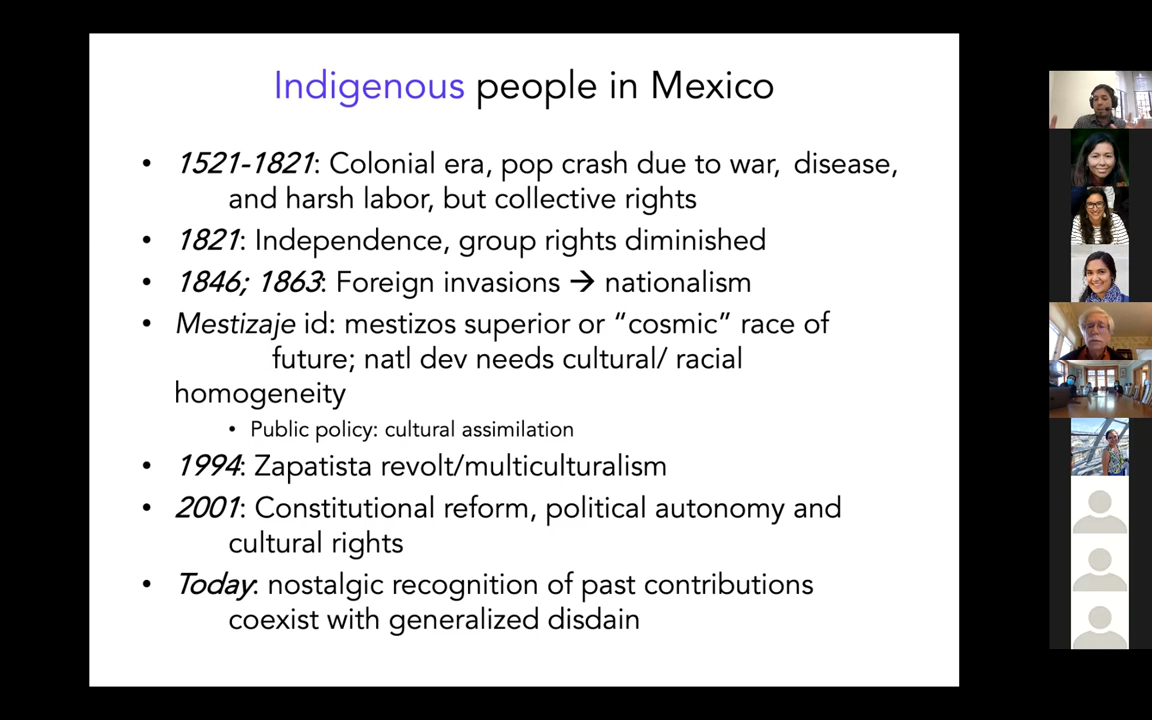 Indigenous people in Mexico
• 1521-1821: Colonial era, pop crash due to war, disease,
and harsh labor, but collective rights
• 1821: Independence, group rights diminished
• 1846; 1863: Foreign invasions → nationalism
• Mestizaje id: mestizos superior or “cosmic” race of
future; natl dev needs cultural/ racial
homogeneity
• Public policy: cultural assimilation
• 1994: Zapatista revolt/multiculturalism
• 2001: Constitutional reform, political autonomy and
cultural rights
• Today: nostalgic recognition of past contributions
coexist with generalized disdain